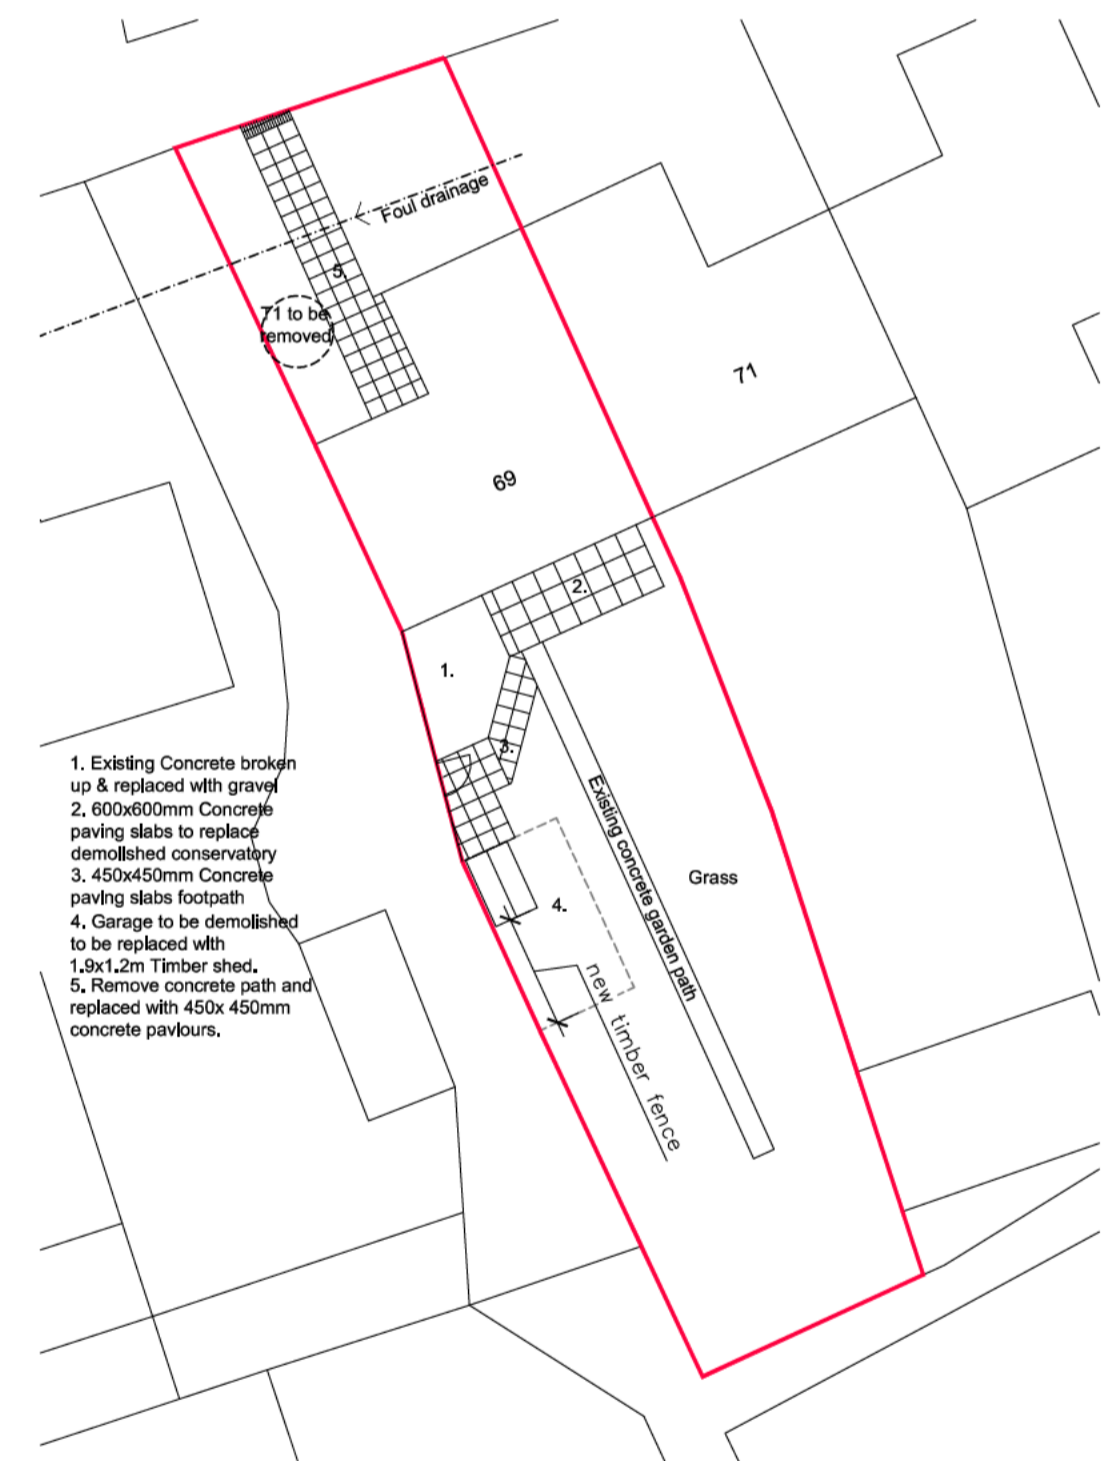 Foul drainage
5.
T1 to be
removed
71
69
2.
1.
3.
1. Existing Concrete broken
up & replaced with gravel
2. 600x600mm Concrete
paving slabs to replace
demolished conservatory
3. 450x450mm Concrete
paving slabs footpath
4. Garage to be demolished
to be replaced with
1.9x1.2m Timber shed.
5. Remove concrete path and
replaced with 450x 450mm
concrete paviours.
Existing concrete garden path
Grass
4.
new timber fence